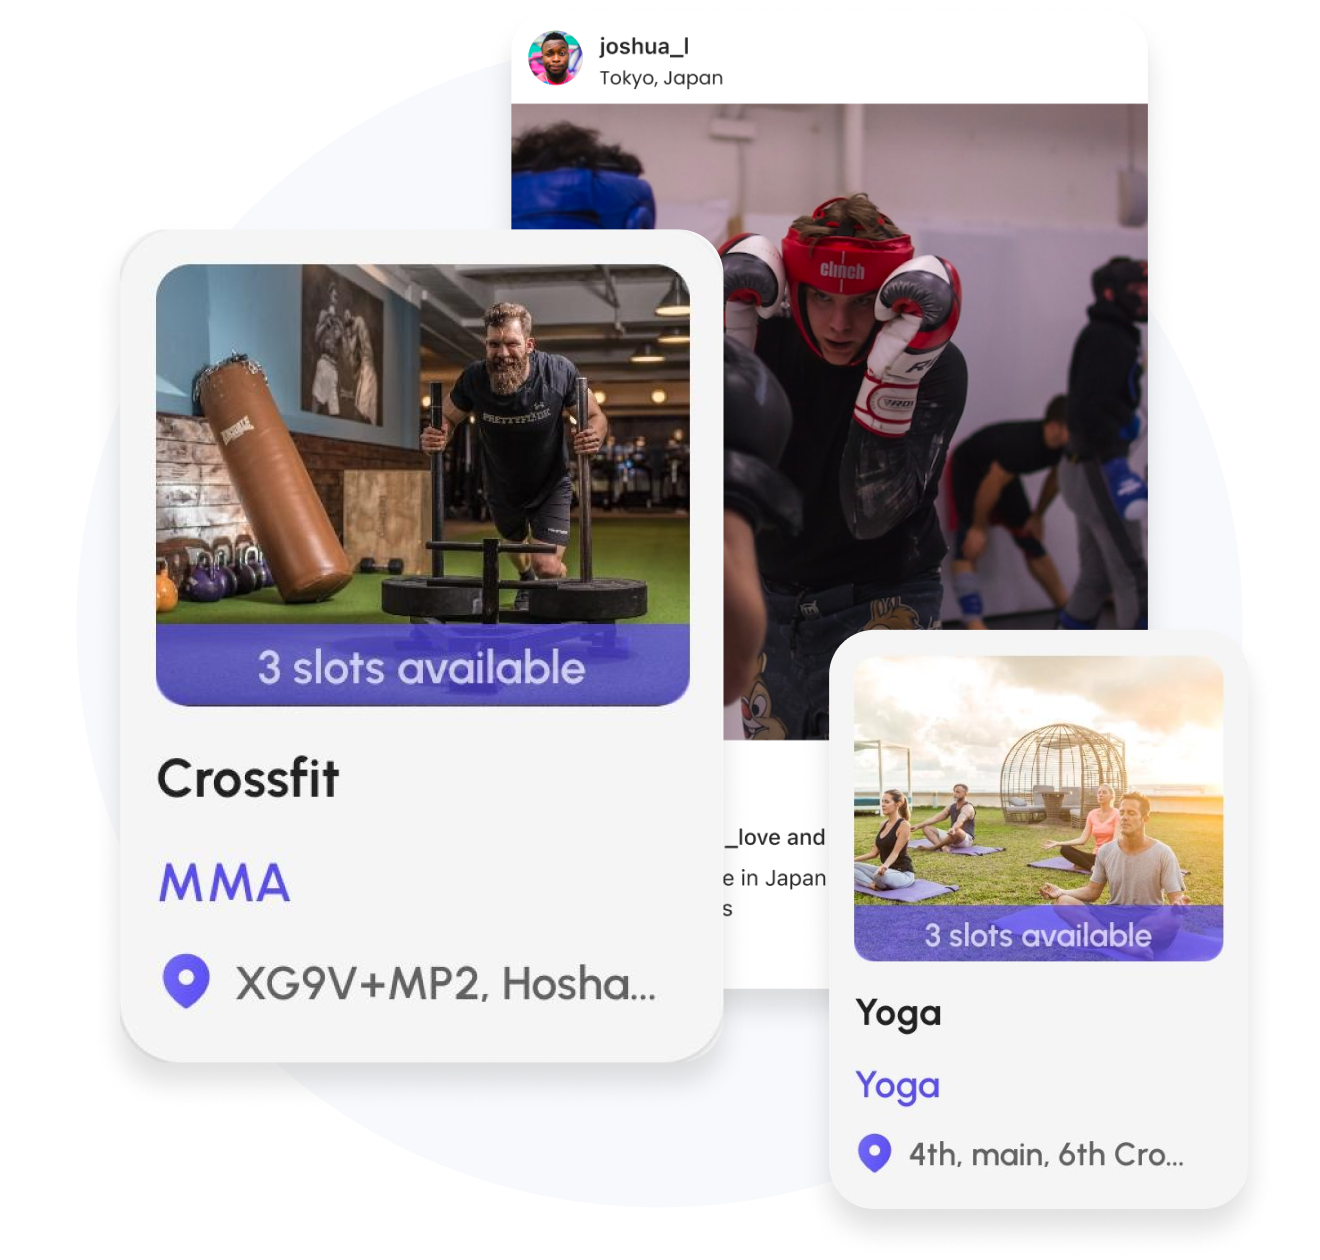 joshua_l
Tokyo, Japan
clinch
3 slots available
Crossfit
MMA
XG9V+MP2, Hosha...
_love and
e in Japan
s
3 slots available
Yoga
Yoga
4th, main, 6th Cro...